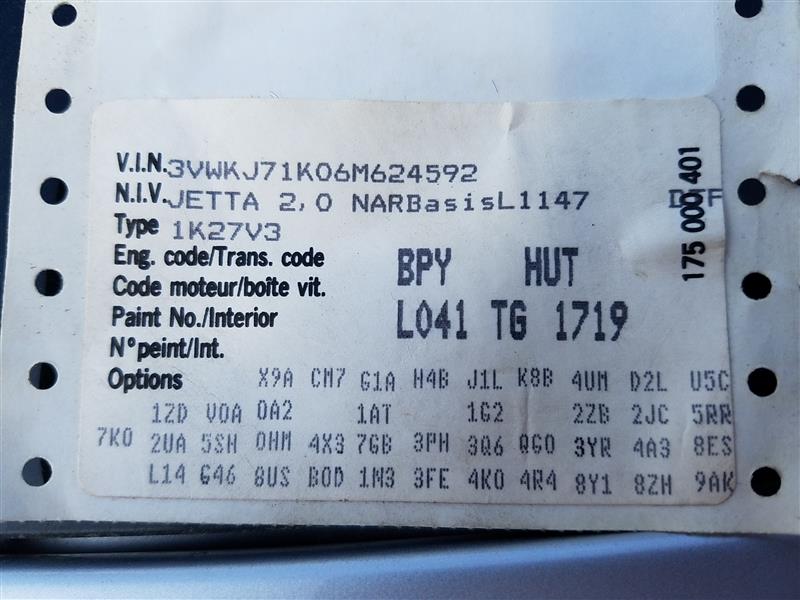 V.I.N. 3VWKJ71K06M624592
N.I.V. JETTA 2,0 NARBasisL1147
Type 1K27V3
Eng. code/Trans. code BPY HUT
Code moteur/boîte vit.
Paint No./Interior L041 TG 1719
N° peint/Int.
Options X9A CM7 G1A H4B J1L K8B 4UM D2L U5C
1ZD V0A 0A2 1AT 1G2 2ZB 2JC 5RR
7K0 2UA 5SH 0HM 4X3 7GB 3PH 3Q6 QG0 3YR 4A3 8ES
L14 G46 8US B0D 1M3 3FE 4K0 4R4 8Y1 8ZH 9AK
175 000 401